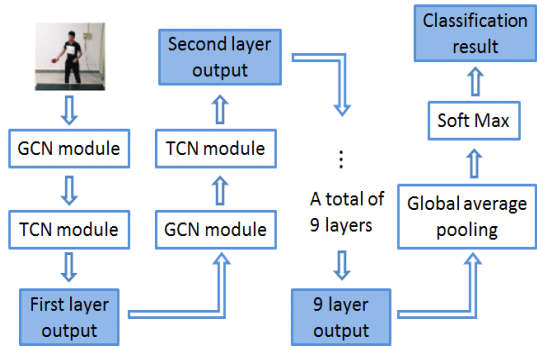 GCN module
TCN module
First layer
output
GCN module
TCN module
Second layer
output
⋮
A total of
9 layers
9 layer
output
Global average
pooling
Soft Max
Classification
result